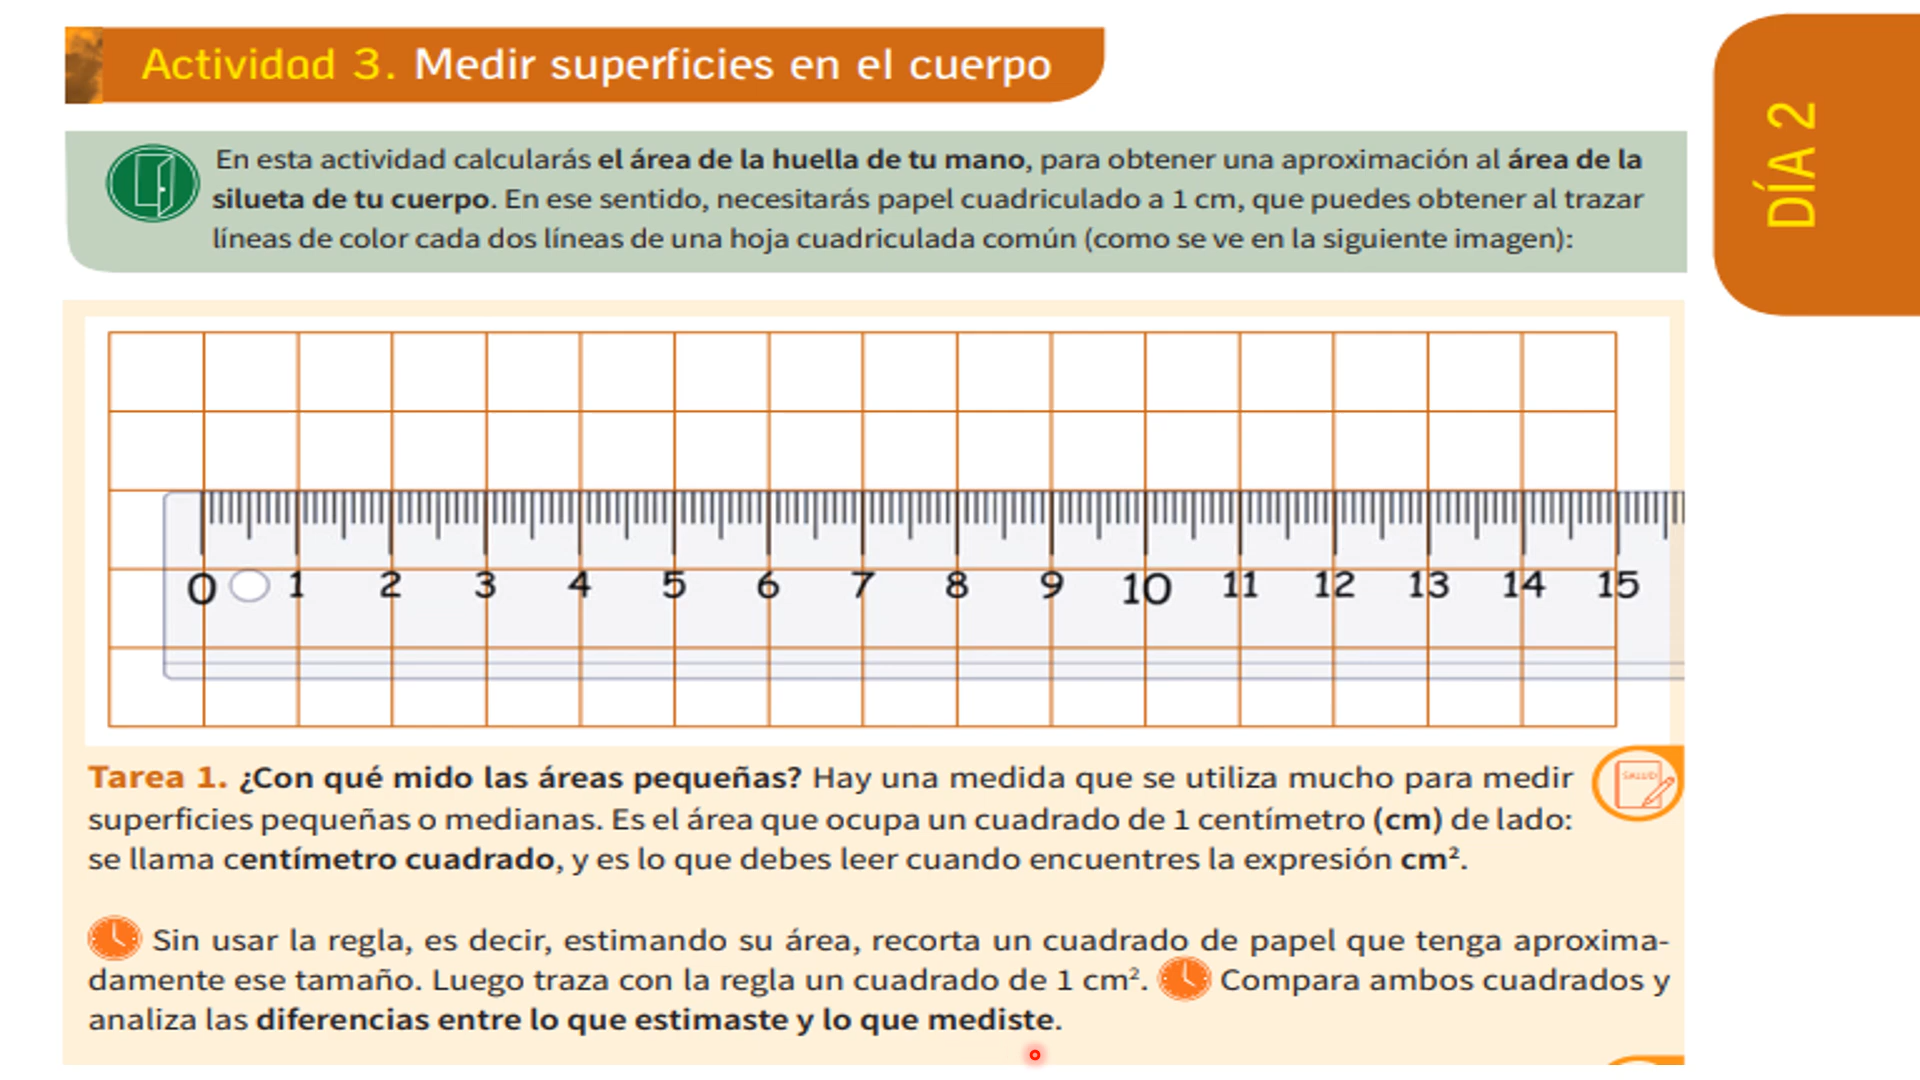 Actividad 3. Medir superficies en el cuerpo
DÍA 2
En esta actividad calcularás el área de la huella de tu mano, para obtener una aproximación al área de la
silueta de tu cuerpo. En ese sentido, necesitarás papel cuadriculado a 1 cm, que puedes obtener al trazar
líneas de color cada dos líneas de una hoja cuadriculada común (como se ve en la siguiente imagen):
0 1 2 3 4 5 6 7 8 9 10 11 12 13 14 15
Tarea 1. ¿Con qué mido las áreas pequeñas? Hay una medida que se utiliza mucho para medir
superficies pequeñas o medianas. Es el área que ocupa un cuadrado de 1 centímetro (cm) de lado:
se llama centímetro cuadrado, y es lo que debes leer cuando encuentres la expresión cm².
SALUD
Sin usar la regla, es decir, estimando su área, recorta un cuadrado de papel que tenga aproxima-
damente ese tamaño. Luego traza con la regla un cuadrado de 1 cm². Compara ambos cuadrados y
analiza las diferencias entre lo que estimaste y lo que mediste.